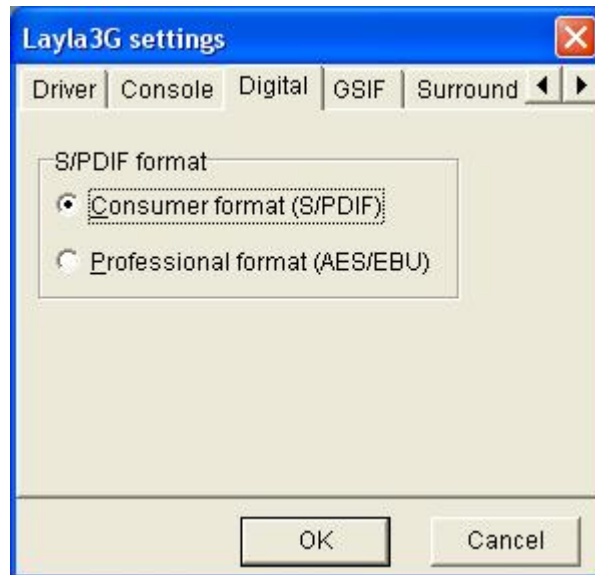 Layla3G settings
Driver Console Digital GSIF Surround
S/PDIF format
Consumer format (S/PDIF)
Professional format (AES/EBU)
OK Cancel